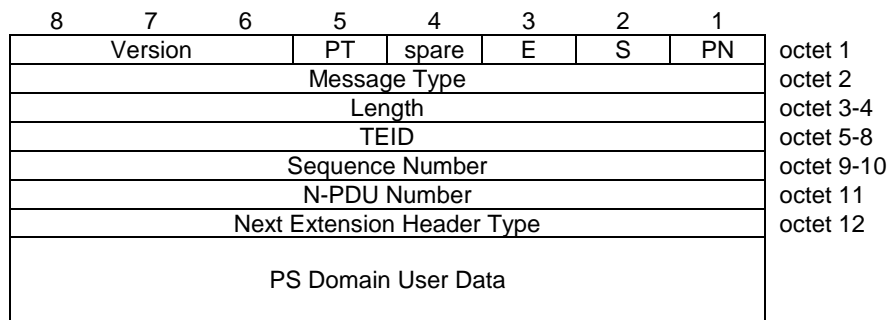 8 7 6 5 4 3 2 1
Version PT spare E S PN octet 1
Message Type octet 2
Length octet 3-4
TEID octet 5-8
Sequence Number octet 9-10
N-PDU Number octet 11
Next Extension Header Type octet 12
PS Domain User Data